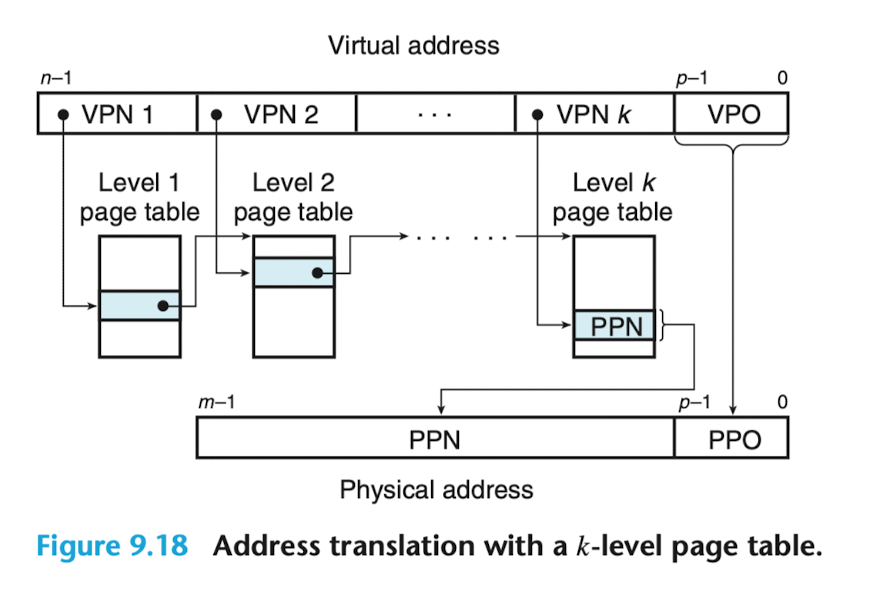 Virtual address
n–1
p–1
0
VPN 1
VPN 2
· · ·
VPN k
VPO
Level 1
page table
Level 2
page table
Level k
page table
· · ·
· · ·
PPN
m–1
p–1
0
PPN
PPO
Physical address
Figure 9.18 Address translation with a k-level page table.